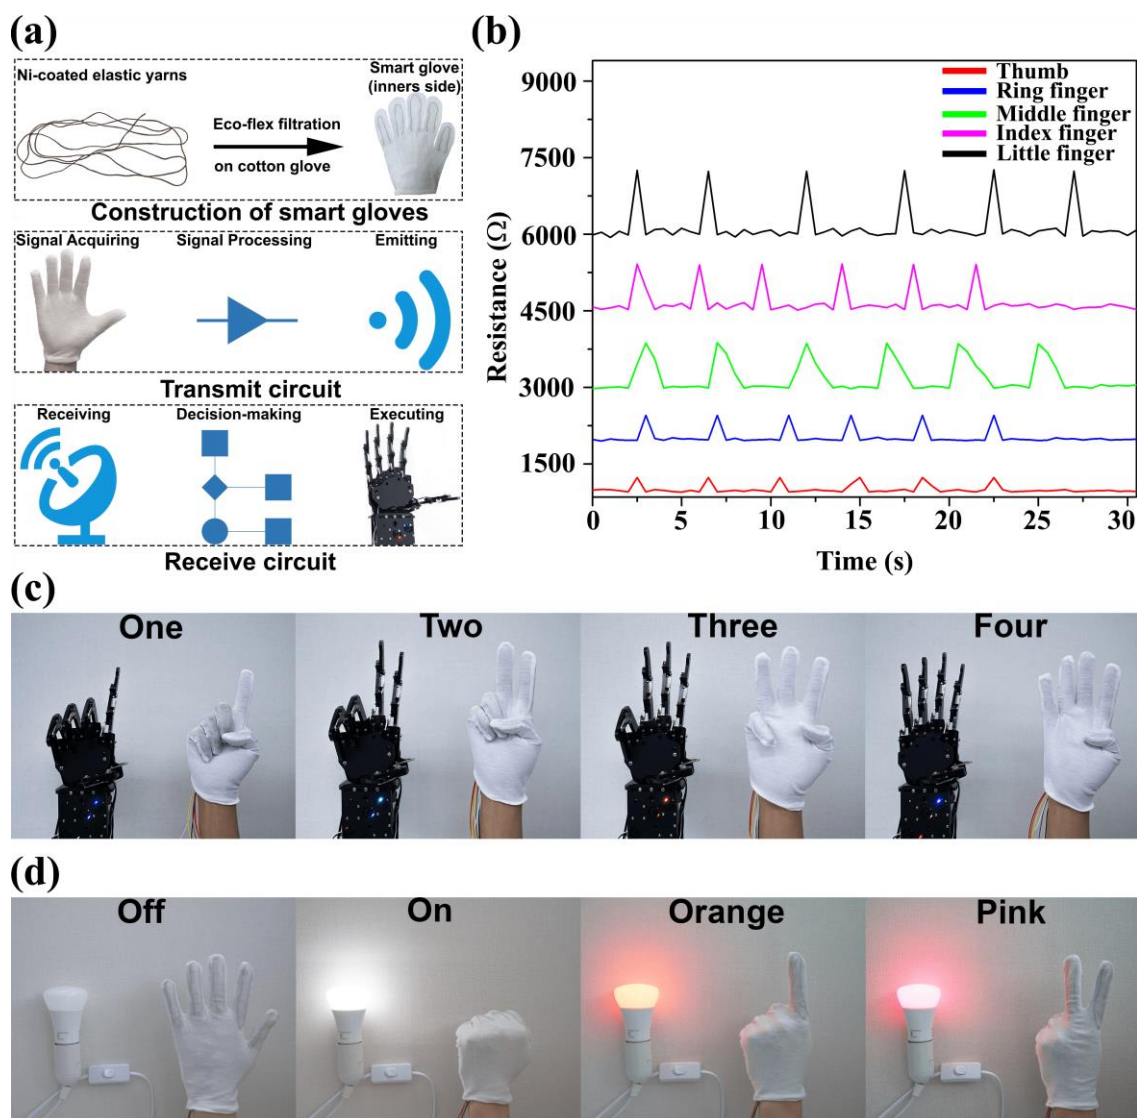 (a)
Ni-coated elastic yarns
Smart glove
(inners side)
Eco-flex filtration
on cotton glove
Construction of smart gloves
Signal Acquiring Signal Processing Emitting
Transmit circuit
Receiving Decision-making Executing
Receive circuit
(b)
Thumb
Ring finger
Middle finger
Index finger
Little finger
9000
7500
6000
4500
3000
1500
Resistance (Ω)
0 5 10 15 20 25 30
Time (s)
(c)
One Two Three Four
(d)
Off On Orange Pink